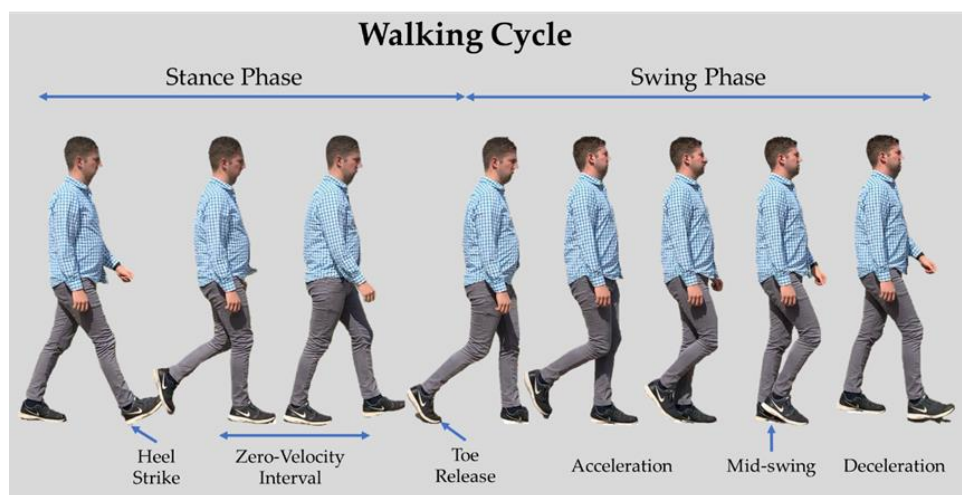 Walking Cycle
Stance Phase
Swing Phase
Heel
Strike
Zero-Velocity
Interval
Toe
Release
Acceleration
Mid-swing
Deceleration